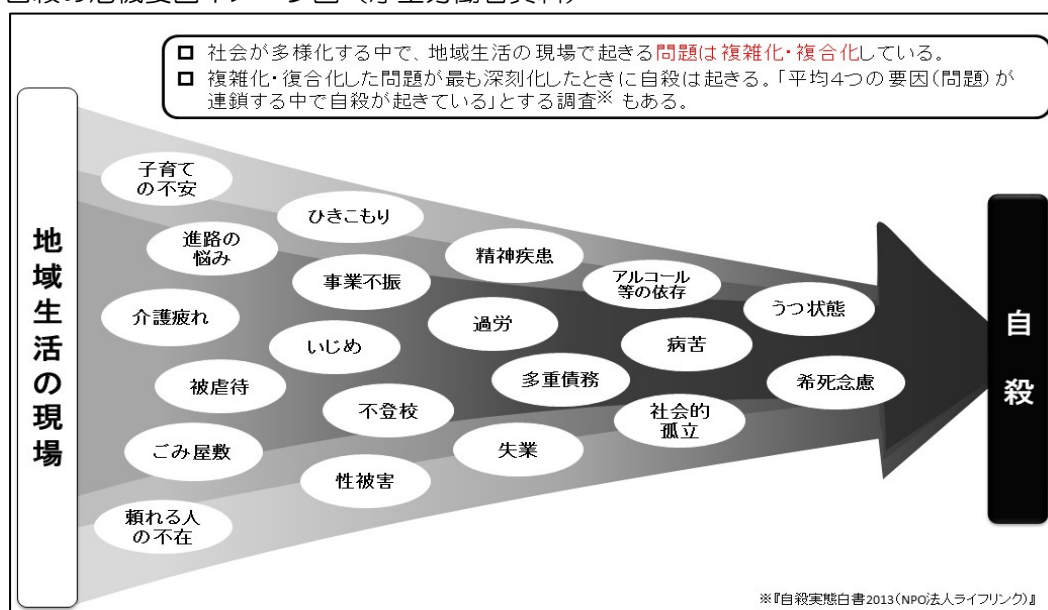 自殺の危機要因イメージ図（厚生労働省資料）
□ 社会が多様化する中で、地域生活の現場で起きる問題は複雑化・複合化している。
□ 複雑化・復合化した問題が最も深刻化したときに自殺は起きる。「平均4つの要因(問題)が
連鎖する中で自殺が起きている」とする調査※ もある。
地域生活の現場
子育て
の不安
進路の
悩み
介護疲れ
被虐待
ごみ屋敷
頼れる人
の不在
ひきこもり
事業不振
いじめ
不登校
性被害
精神疾患
過労
多重債務
失業
アルコール
等の依存
病苦
社会的
孤立
うつ状態
希死念慮
自殺
※『自殺実態白書2013(NPO法人ライフリンク)』